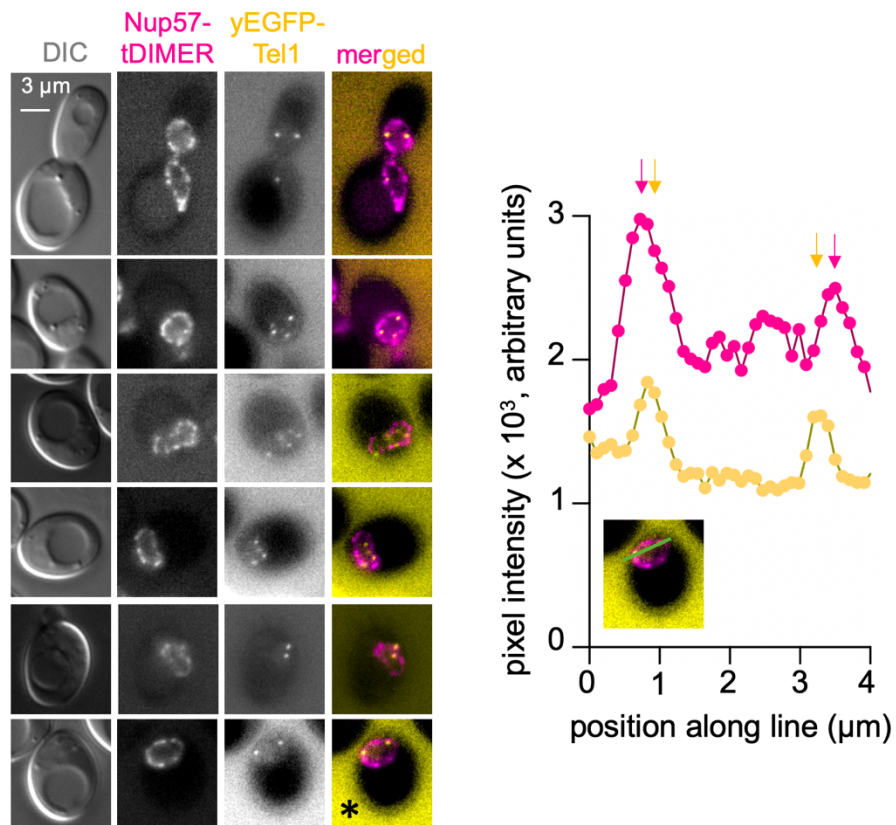 Nup57- yEGFP-
DIC tDIMER Tel1 merged
3 µm
*
pixel intensity (x 10³, arbitrary units)
3
2
1
0
0 1 2 3 4
position along line (µm)